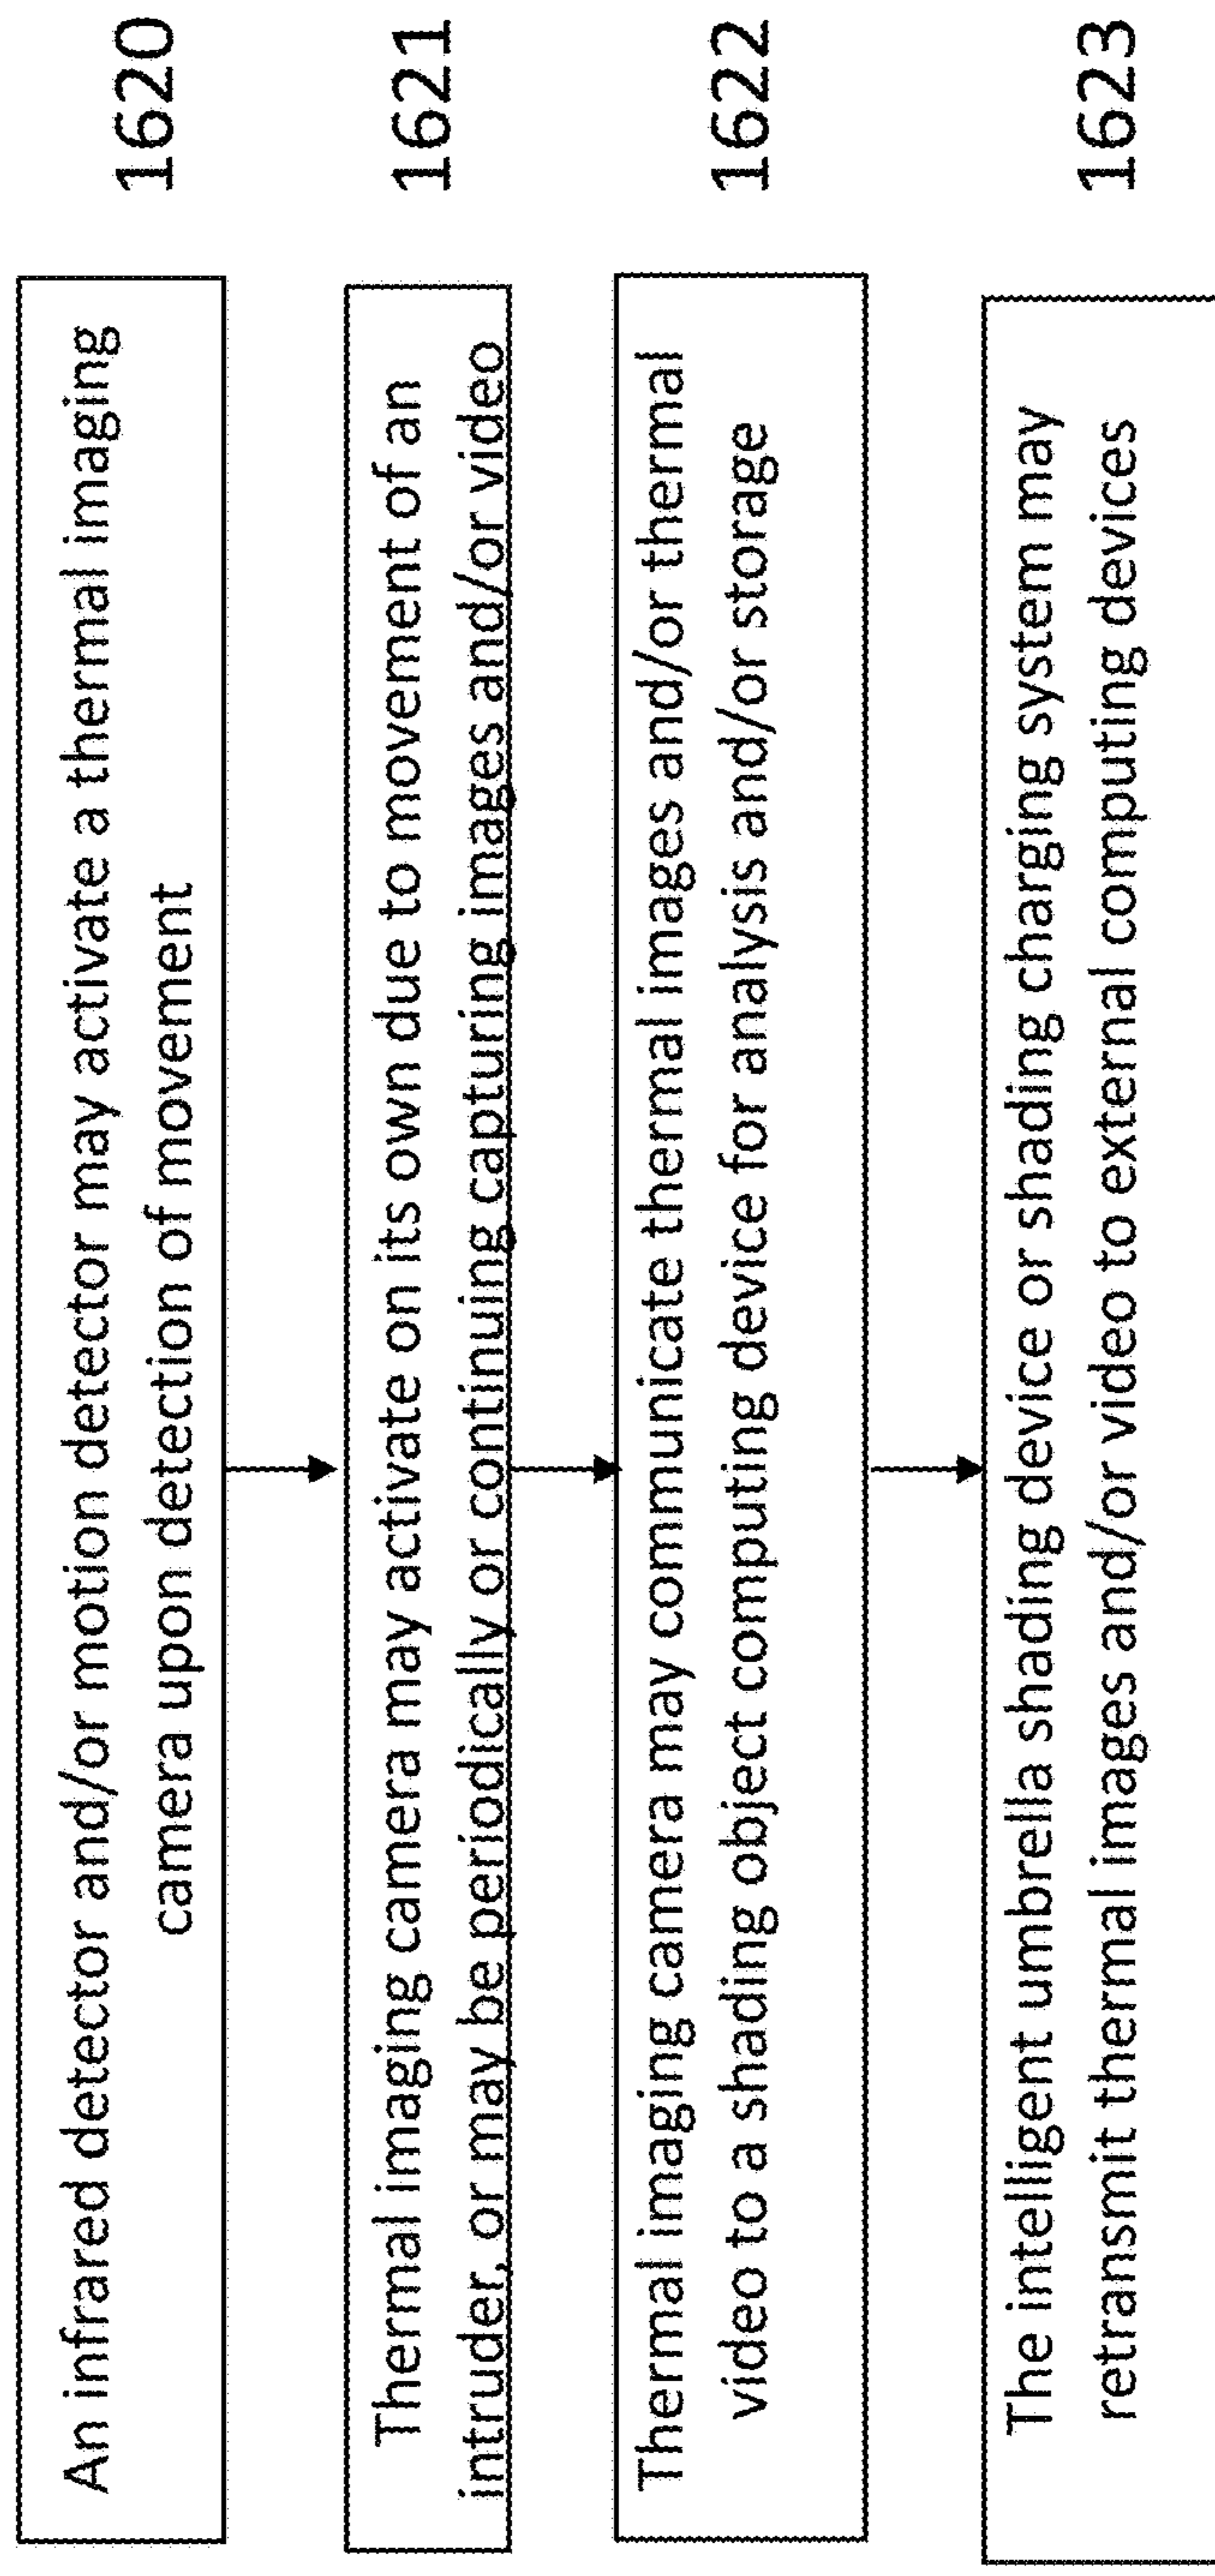 An infrared detector and/or motion detector may activate a thermal imaging
camera upon detection of movement
1620
Thermal imaging camera may activate on its own due to movement of an
intruder, or may be periodically or continuing capturing images and/or video
1621
Thermal imaging camera may communicate thermal images and/or thermal
video to a shading object computing device for analysis and/or storage
1622
The intelligent umbrella shading device or shading charging system may
retransmit thermal images and/or video to external computing devices
1623